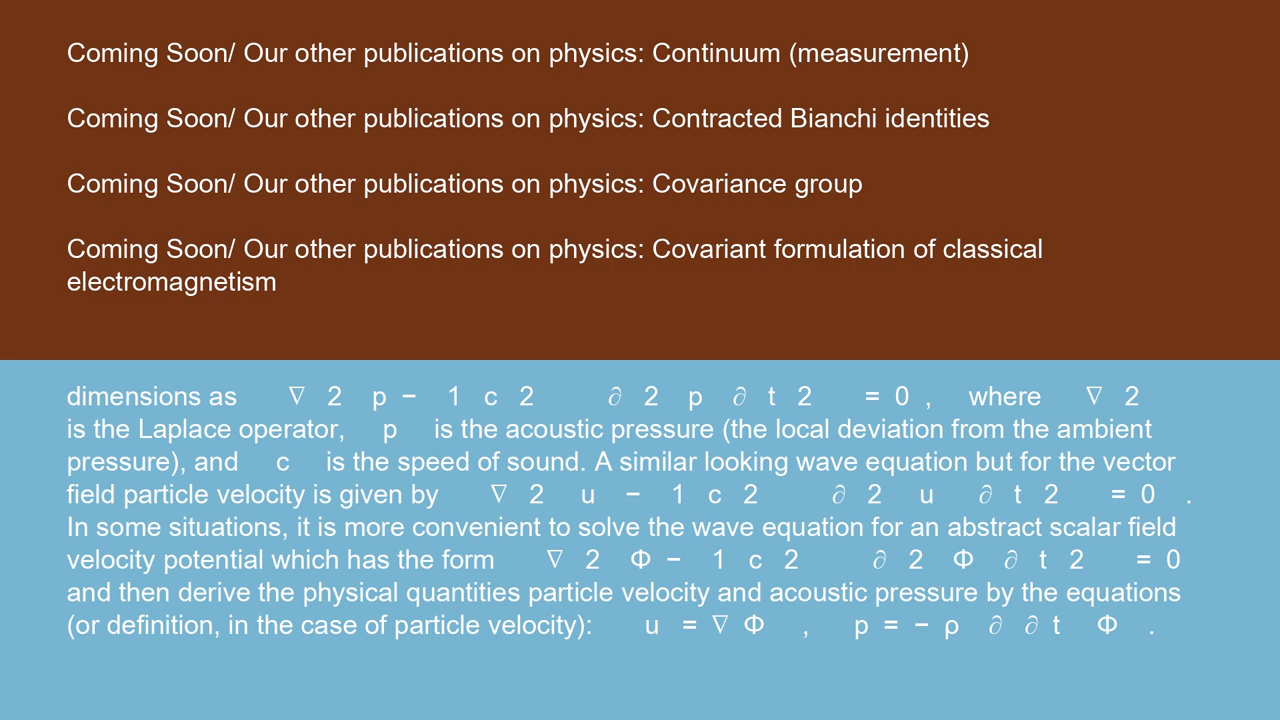 Coming Soon/ Our other publications on physics: Continuum (measurement)
Coming Soon/ Our other publications on physics: Contracted Bianchi identities
Coming Soon/ Our other publications on physics: Covariance group
Coming Soon/ Our other publications on physics: Covariant formulation of classical
electromagnetism
dimensions as ∇ 2 p − 1 c 2 ∂ 2 p ∂ t 2 = 0 , where ∇ 2
is the Laplace operator, p is the acoustic pressure (the local deviation from the ambient
pressure), and c is the speed of sound. A similar looking wave equation but for the vector
field particle velocity is given by ∇ 2 u − 1 c 2 ∂ 2 u ∂ t 2 = 0 .
In some situations, it is more convenient to solve the wave equation for an abstract scalar field
velocity potential which has the form ∇ 2 Φ − 1 c 2 ∂ 2 Φ ∂ t 2 = 0
and then derive the physical quantities particle velocity and acoustic pressure by the equations
(or definition, in the case of particle velocity): u = ∇ Φ , p = − ρ ∂ ∂ t Φ .